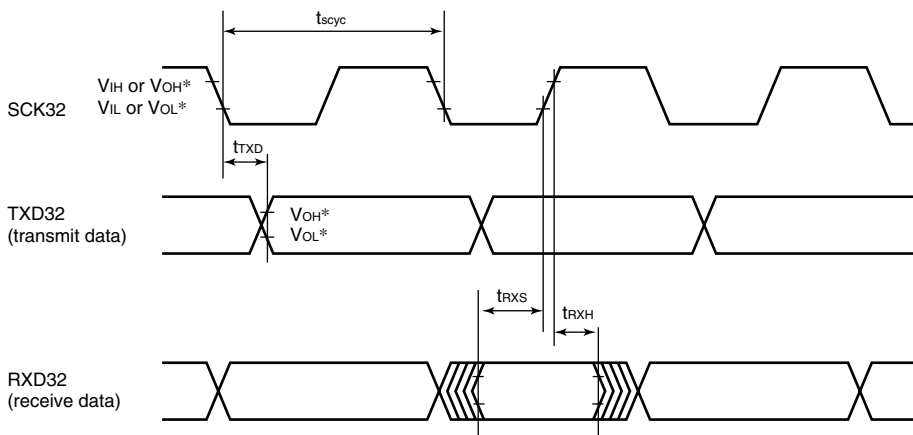 tscyc
VIH or VOH*
VIL or VOL*
SCK32
tTXD
TXD32
(transmit data)
VOH*
VOL*
tRXS
tRXH
RXD32
(receive data)